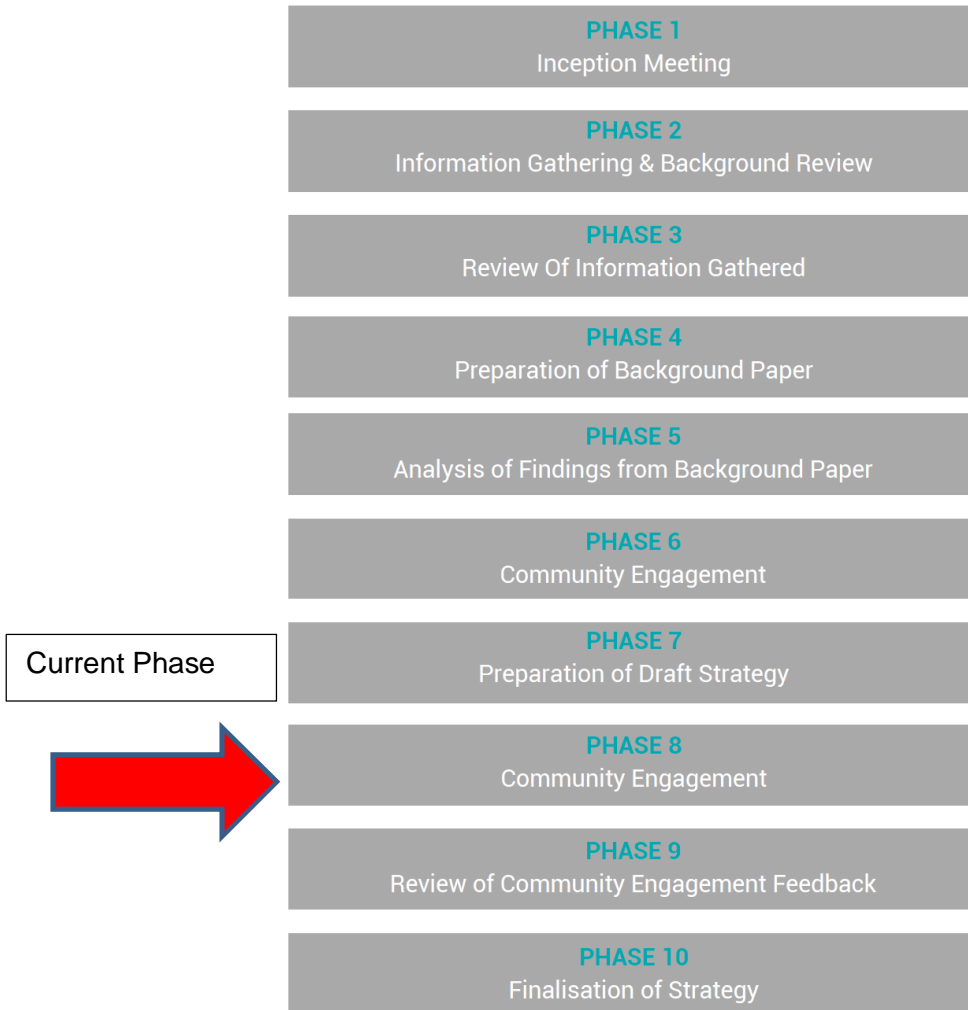 PHASE 1
Inception Meeting
PHASE 2
Information Gathering & Background Review
PHASE 3
Review Of Information Gathered
PHASE 4
Preparation of Background Paper
PHASE 5
Analysis of Findings from Background Paper
PHASE 6
Community Engagement
Current Phase
PHASE 7
Preparation of Draft Strategy
PHASE 8
Community Engagement
PHASE 9
Review of Community Engagement Feedback
PHASE 10
Finalisation of Strategy